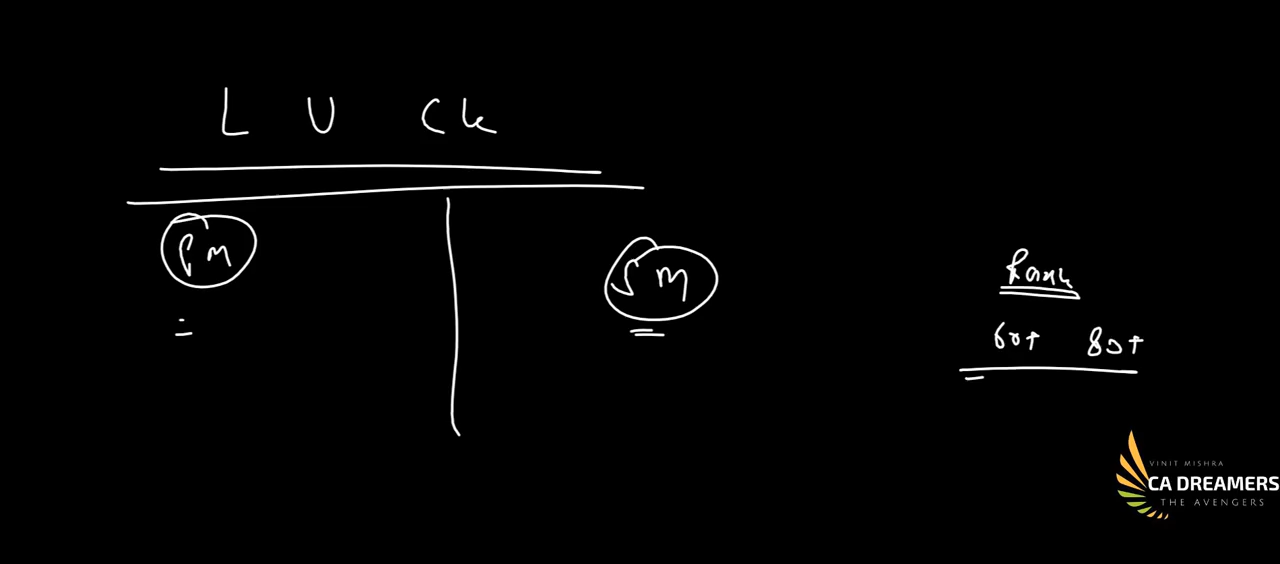 L U Ck
PM
SM
Rank
60+ 80+
VINIT MISHRA
CA DREAMERS
THE AVENGERS